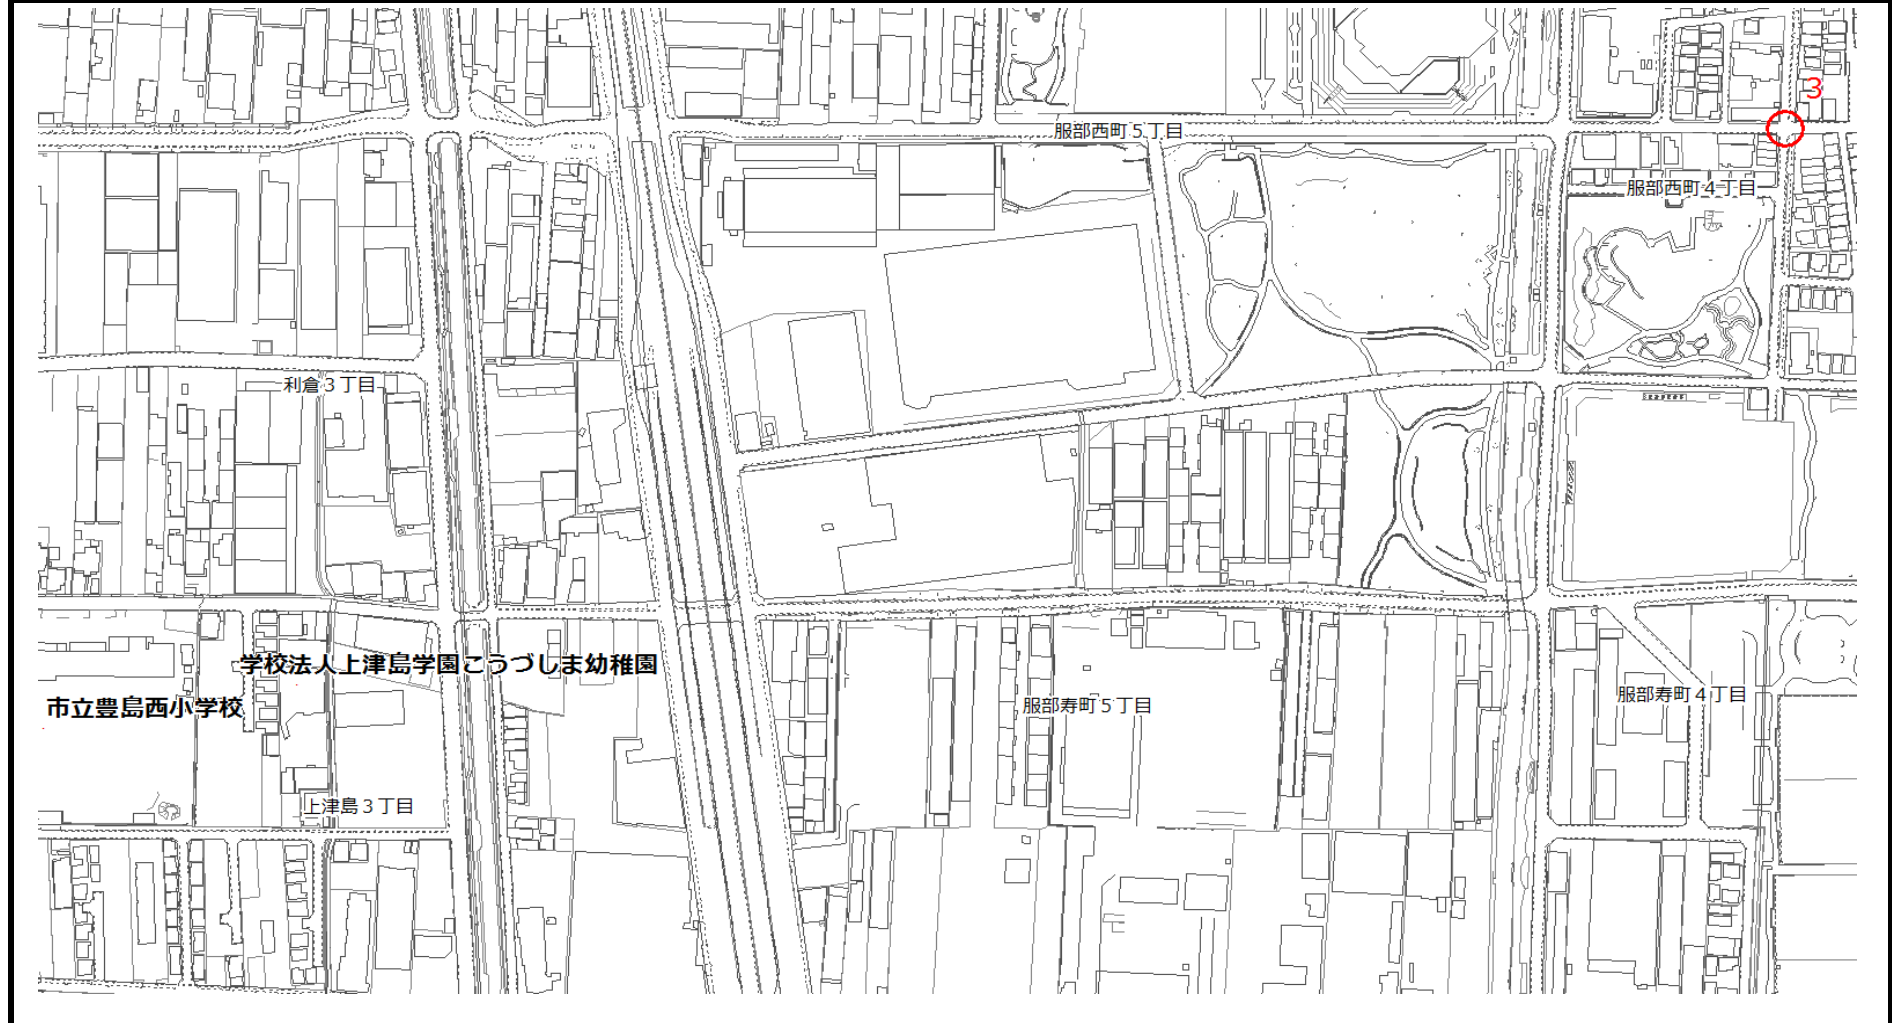 3
服部西町５丁目
服部西町４丁目
利倉３丁目
学校法人上津島学園こうづしま幼稚園
市立豊島西小学校
服部寿町５丁目
服部寿町４丁目
上津島３丁目